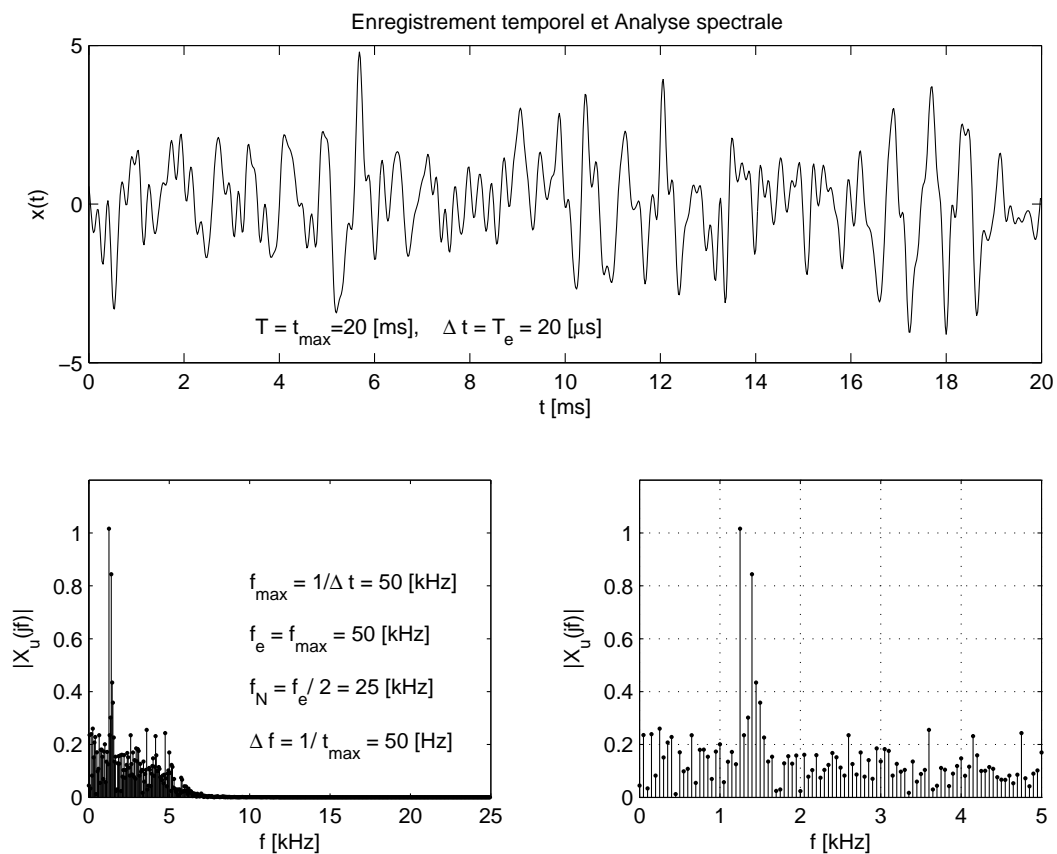 Enregistrement temporel et Analyse spectrale
5
0
−5
x(t)
T = t_max=20 [ms], Δ t = T_e = 20 [µs]
0 2 4 6 8 10 12 14 16 18 20
t [ms]
1
0.8
0.6
0.4
0.2
0
|X_u(jf)|
f_max = 1/Δ t = 50 [kHz]
f_e = f_max = 50 [kHz]
f_N = f_e/ 2 = 25 [kHz]
Δ f = 1/ t_max = 50 [Hz]
0 5 10 15 20 25
f [kHz]
1
0.8
0.6
0.4
0.2
0
|X_u(jf)|
0 1 2 3 4 5
f [kHz]